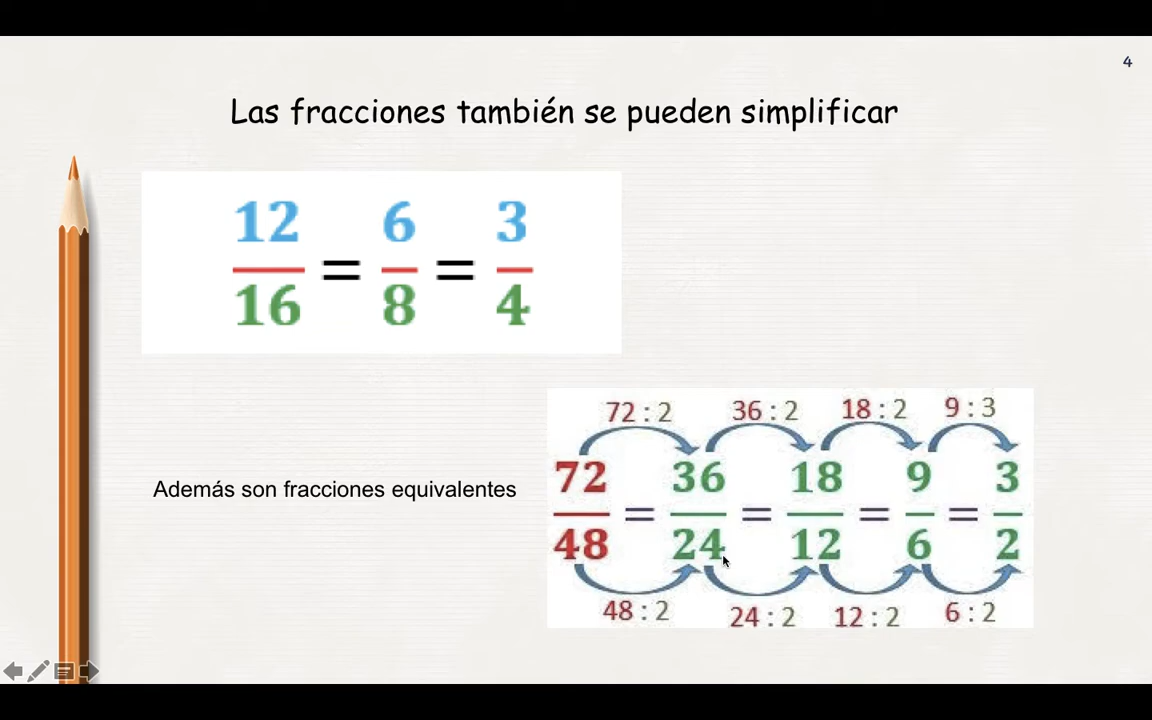 4
Las fracciones también se pueden simplificar
12/16 = 6/8 = 3/4
Además son fracciones equivalentes
72 : 2 36 : 2 18 : 2 9 : 3
72/48 = 36/24 = 18/12 = 9/6 = 3/2
48 : 2 24 : 2 12 : 2 6 : 2